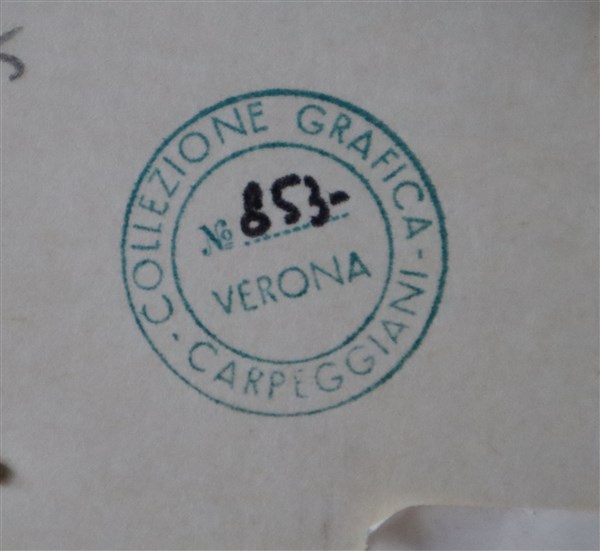 COLLEZIONE GRAFICA - CARPEGGIANI -
№ 853-
VERONA